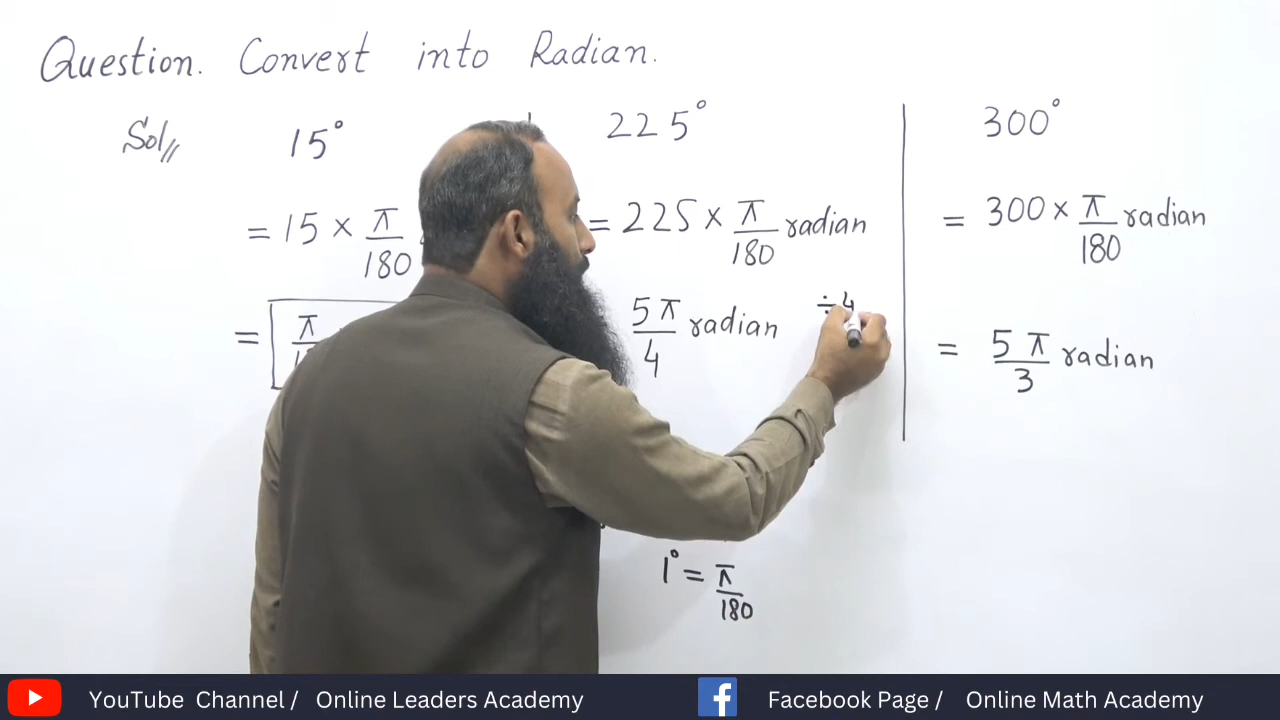 Question. Convert into Radian.
Sol// 15° 225° 300°
= 15 × π/180 = 225 × π/180 radian = 300 × π/180 radian
= π 5π/4 radian ÷ 4 = 5π/3 radian
1° = π/180
YouTube Channel / Online Leaders Academy Facebook Page / Online Math Academy